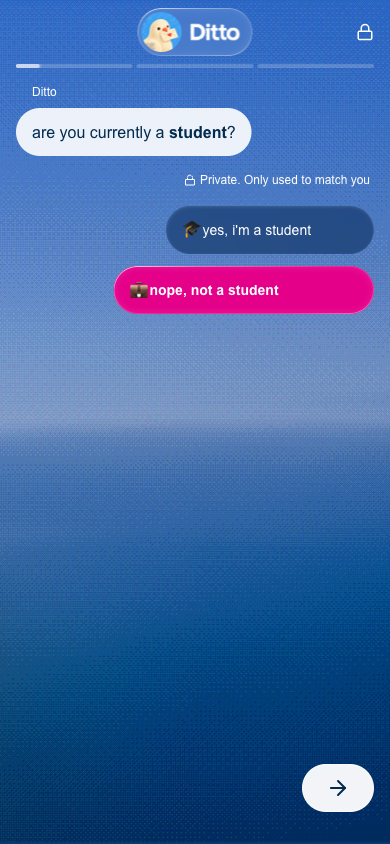 Ditto
Ditto
are you currently a student?
Private. Only used to match you
yes, i'm a student
nope, not a student